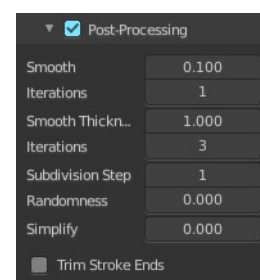 Post-Processing
Smooth 0.100
Iterations 1
Smooth Thickn... 1.000
Iterations 3
Subdivision Step 1
Randomness 0.000
Simplify 0.000
Trim Stroke Ends